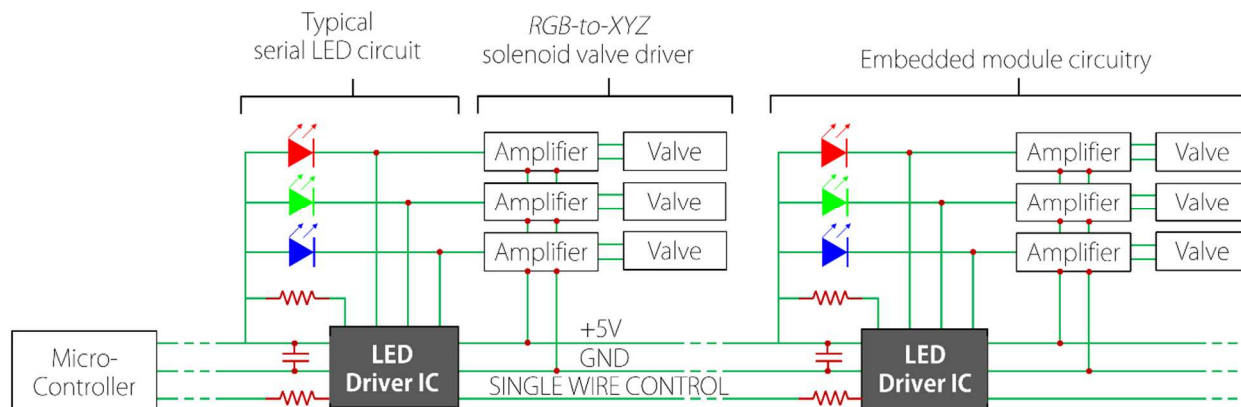 Typical
serial LED circuit
RGB-to-XYZ
solenoid valve driver
Embedded module circuitry
Amplifier
Valve
Amplifier
Valve
Amplifier
Valve
Amplifier
Valve
Amplifier
Valve
Amplifier
Valve
Micro-
Controller
LED
Driver IC
+5V
GND
SINGLE WIRE CONTROL
LED
Driver IC